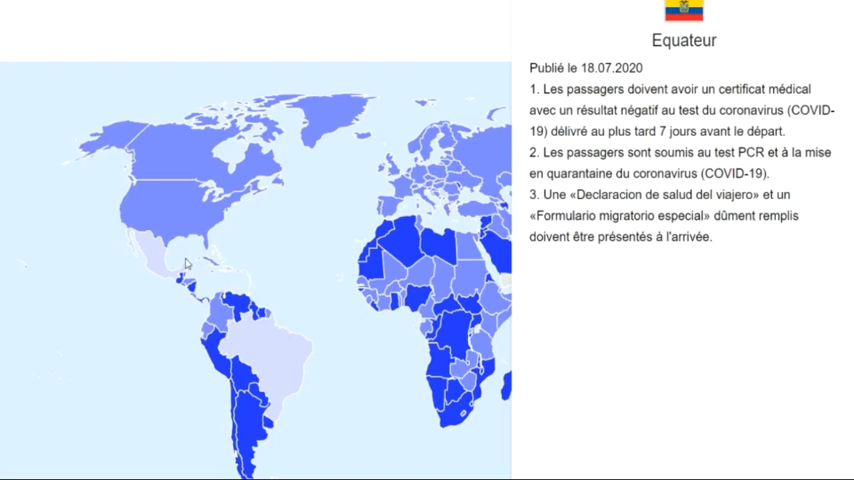 Equateur
Publié le 18.07.2020
1. Les passagers doivent avoir un certificat médical
avec un résultat négatif au test du coronavirus (COVID-
19) délivré au plus tard 7 jours avant le départ.
2. Les passagers sont soumis au test PCR et à la mise
en quarantaine du coronavirus (COVID-19).
3. Une «Declaracion de salud del viajero» et un
«Formulario migratorio especial» dûment remplis
doivent être présentés à l'arrivée.